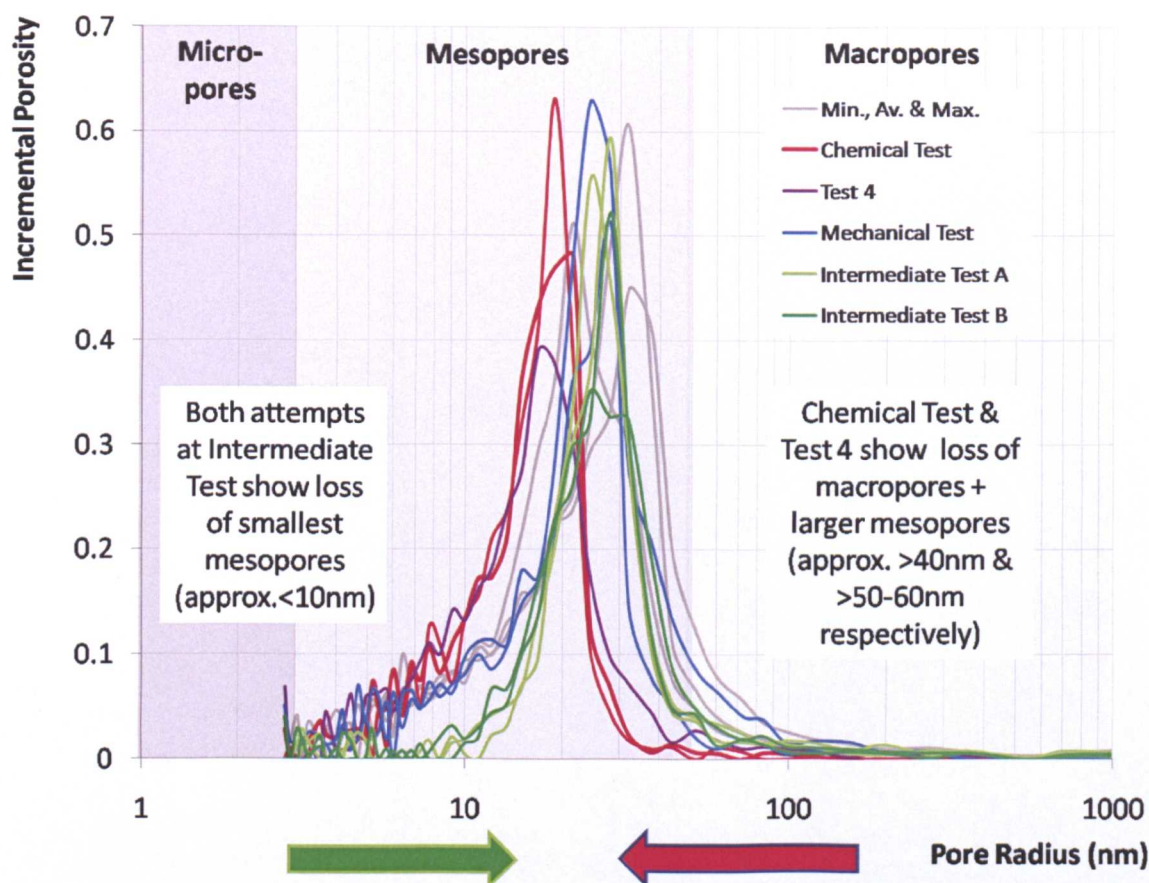 Incremental Porosity
0.7
0.6
0.5
0.4
0.3
0.2
0.1
0
Micro-
pores
Mesopores
Macropores
Min., Av. & Max.
Chemical Test
Test 4
Mechanical Test
Intermediate Test A
Intermediate Test B
Both attempts
at Intermediate
Test show loss
of smallest
mesopores
(approx.<10nm)
Chemical Test &
Test 4 show loss of
macropores +
larger mesopores
(approx. >40nm &
>50-60nm
respectively)
1
10
100
1000
Pore Radius (nm)